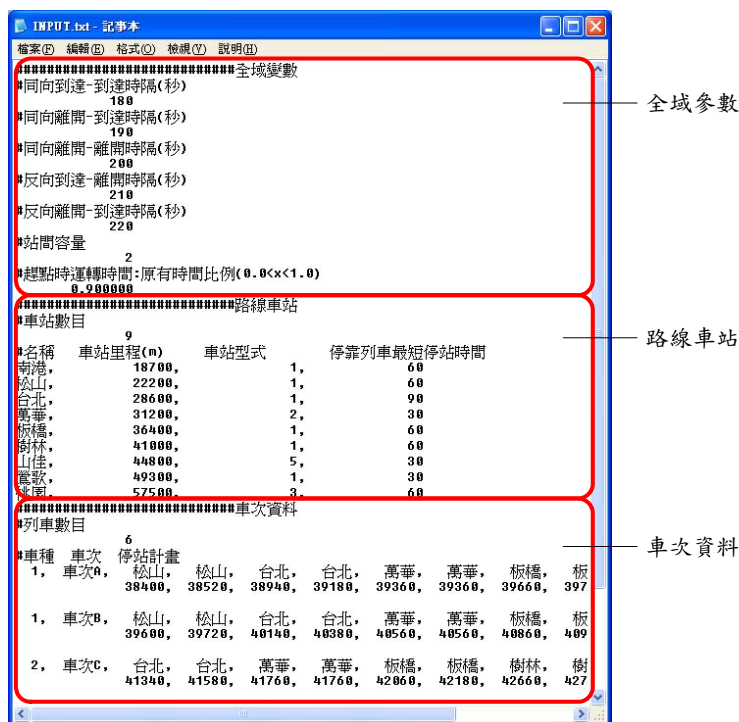 INPUT.txt - 記事本
檔案(F) 編輯(E) 格式(O) 檢視(V) 說明(H)
#############################全域變數
#同向到達-到達時隔(秒)
180
#同向離開-到達時隔(秒)
190
#同向離開-離開時隔(秒)
200
#反向到達-離開時隔(秒)
210
#反向離開-到達時隔(秒)
220
#站間容量
2
#趕點時運轉時間:原有時間比例(0.0<x<1.0)
0.900000
#############################路線車站
#車站數目
9
#名稱 車站里程(m) 車站型式 停靠列車最短停站時間
南港, 18700, 1, 60
松山, 22200, 1, 60
台北, 28600, 1, 90
萬華, 31200, 2, 30
板橋, 36400, 1, 60
樹林, 41000, 1, 60
山佳, 44800, 5, 30
鶯歌, 49300, 1, 30
桃園, 57500, 3, 60
#############################車次資料
#列車數目
6
#車種 車次 停站計畫
1, 車次A, 松山, 松山, 台北, 台北, 萬華, 萬華, 板橋, 板
38400, 38520, 38940, 39180, 39360, 39360, 39660, 397
1, 車次B, 松山, 松山, 台北, 台北, 萬華, 萬華, 板橋, 板
39600, 39720, 40140, 40380, 40560, 40560, 40860, 409
2, 車次C, 台北, 台北, 萬華, 萬華, 板橋, 板橋, 樹林, 樹
41340, 41580, 41760, 41760, 42060, 42180, 42660, 427
全域參數
路線車站
車次資料